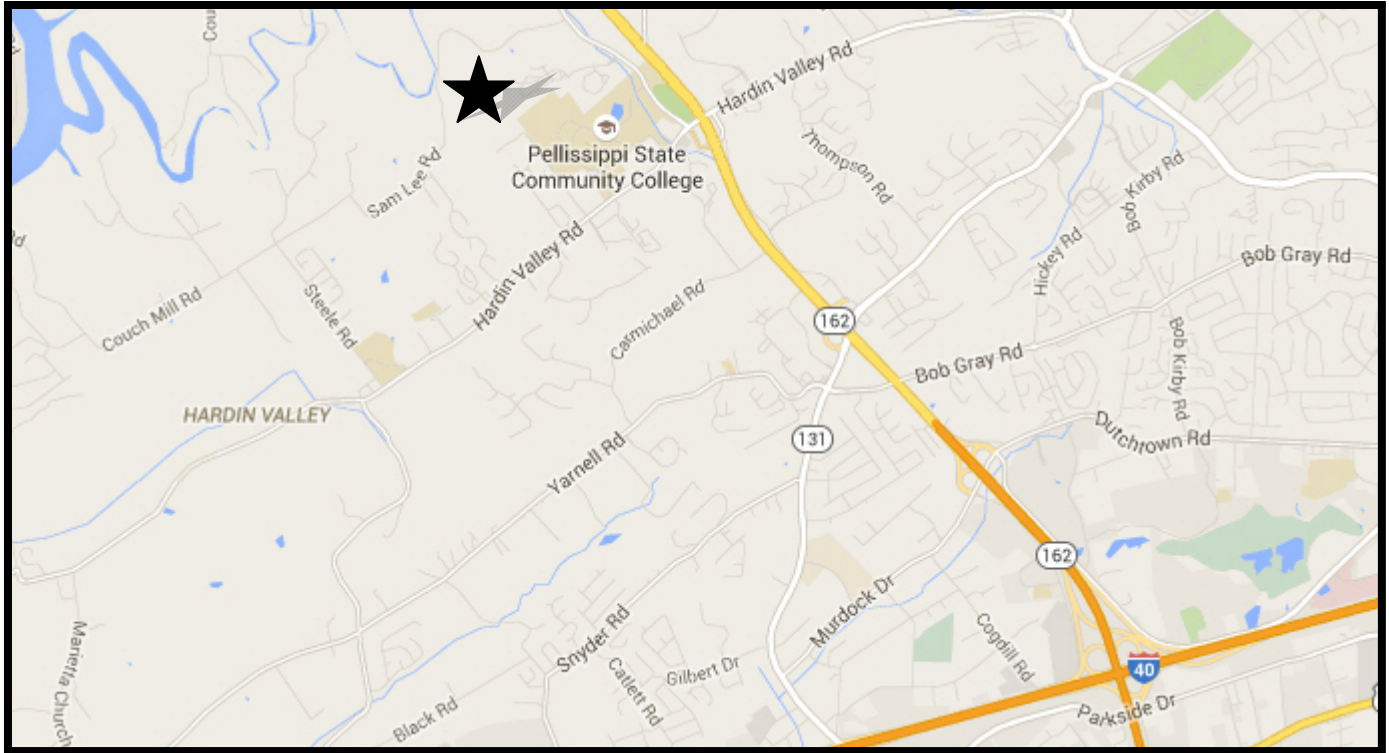 Cou
Rd
Hardin Valley Rd
Thompson Rd
Pellissippi State
Community College
Sam Lee Rd
Bob Kirby Rd
Rd
Hardin Valley Rd
Hickey Rd
Bob Gray Rd
Couch Mill Rd
Steele Rd
Carmichael Rd
162
Bob Gray Rd
Bob Kirby Rd
HARDIN VALLEY
131
Dutchtown Rd
Yarnell Rd
162
Murdock Dr
Snyder Rd
Cogdill Rd
Marietta Church
Catlett Rd
Gilbert Dr
40
Black Rd
Parkside Dr